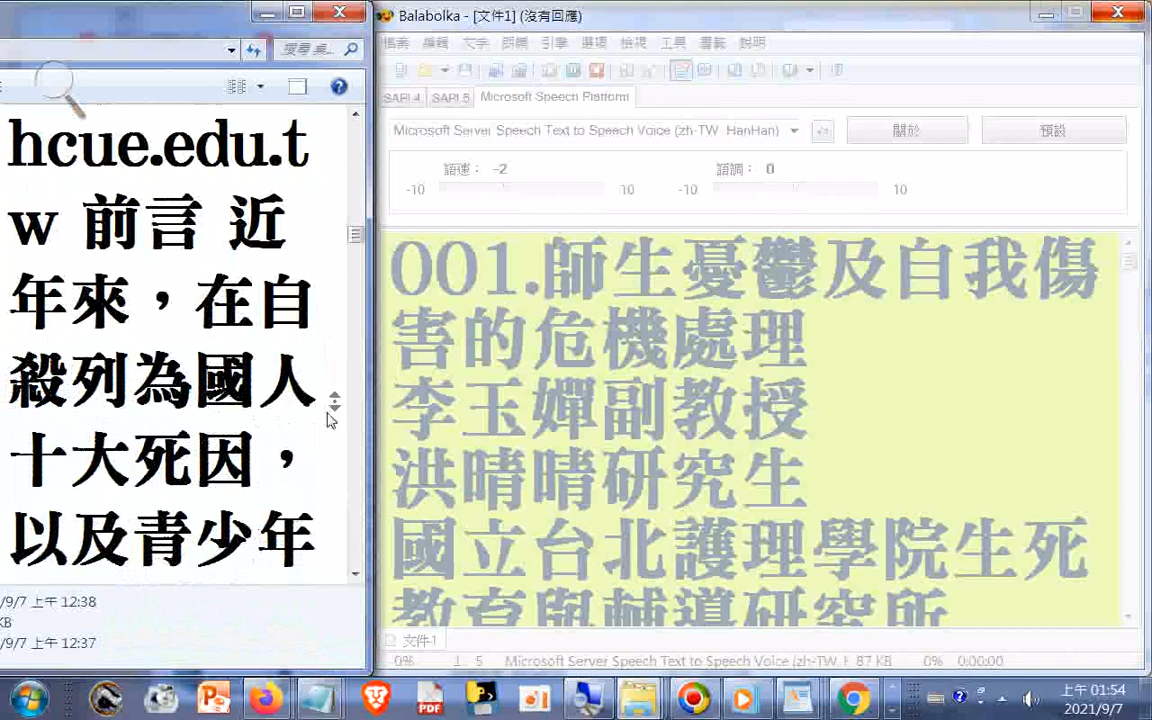 搜尋桌...
hcue.edu.t
w 前言 近
年來，在自
殺列為國人
十大死因，
以及青少年
/9/7 上午 12:38
KB
/9/7 上午 12:37
Balabolka - [文件1] (沒有回應)
檔案 編輯 文字 朗讀 引擎 選項 檢視 工具 書籤 說明
SAPI 4 SAPI 5 Microsoft Speech Platform
Microsoft Server Speech Text to Speech Voice (zh-TW, HanHan) 關於 預設
語速： -2 語調： 0
-10 10 -10 10
001.師生憂鬱及自我傷
害的危機處理
李玉嬋副教授
洪晴晴研究生
國立台北護理學院生死
教育與輔導研究所
文件1
0% 1: 5 Microsoft Server Speech Text to Speech Voice (zh-TW, H 87 KB 0% 0:00:00
PDF
上午 01:54
2021/9/7